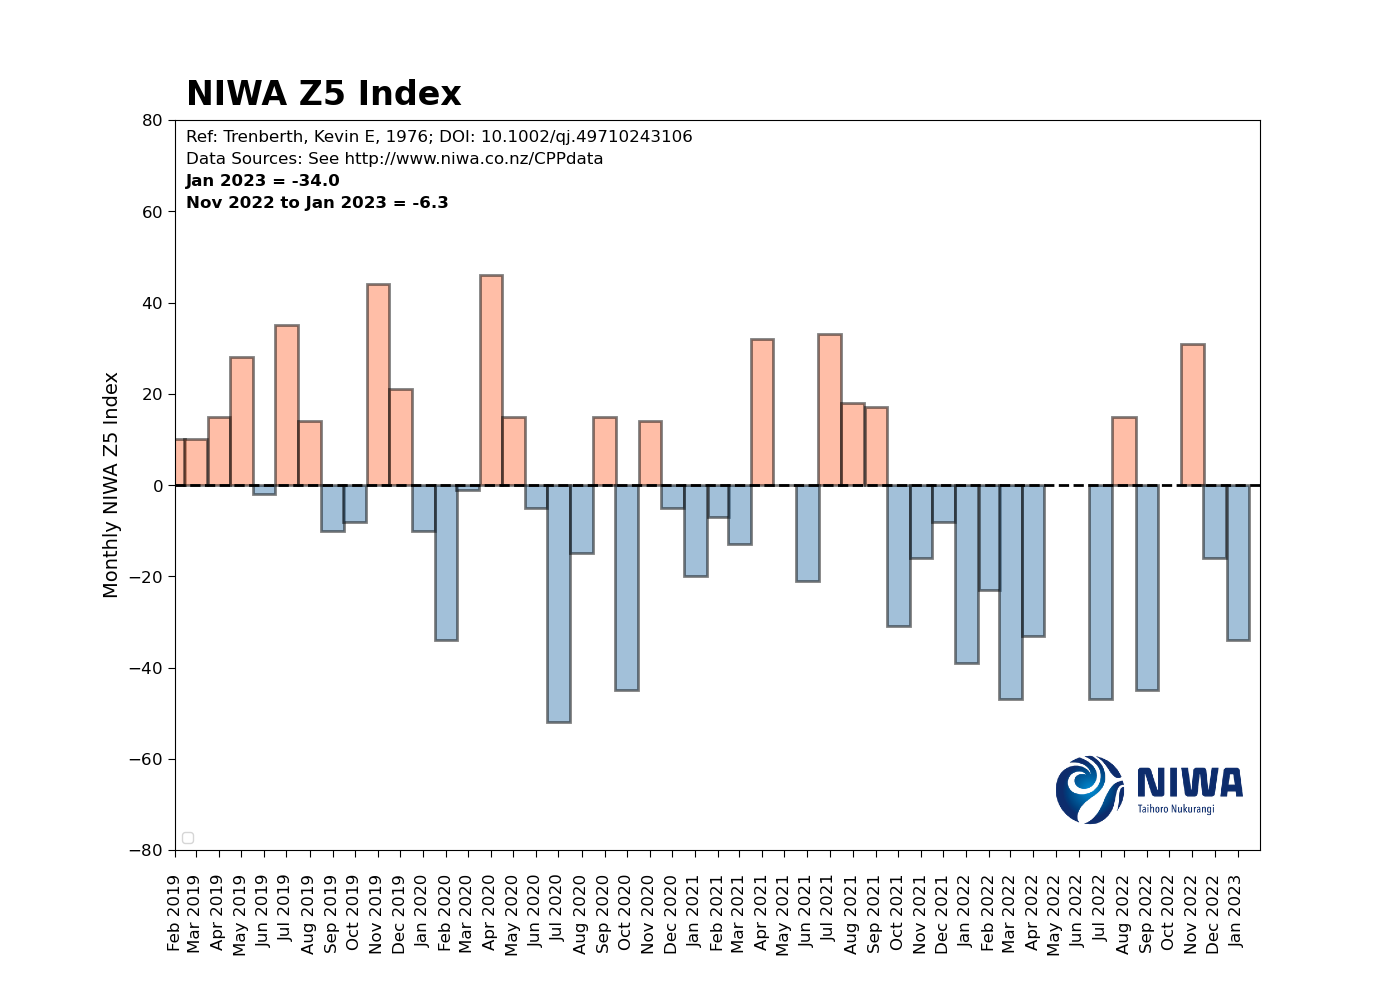 NIWA Z5 Index
Ref: Trenberth, Kevin E, 1976; DOI: 10.1002/qj.49710243106
Data Sources: See http://www.niwa.co.nz/CPPdata
Jan 2023 = -34.0
Nov 2022 to Jan 2023 = -6.3
Monthly NIWA Z5 Index
80
60
40
20
0
−20
−40
−60
−80
NIWA
Taihoro Nukurangi
Feb 2019
Mar 2019
Apr 2019
May 2019
Jun 2019
Jul 2019
Aug 2019
Sep 2019
Oct 2019
Nov 2019
Dec 2019
Jan 2020
Feb 2020
Mar 2020
Apr 2020
May 2020
Jun 2020
Jul 2020
Aug 2020
Sep 2020
Oct 2020
Nov 2020
Dec 2020
Jan 2021
Feb 2021
Mar 2021
Apr 2021
May 2021
Jun 2021
Jul 2021
Aug 2021
Sep 2021
Oct 2021
Nov 2021
Dec 2021
Jan 2022
Feb 2022
Mar 2022
Apr 2022
May 2022
Jun 2022
Jul 2022
Aug 2022
Sep 2022
Oct 2022
Nov 2022
Dec 2022
Jan 2023